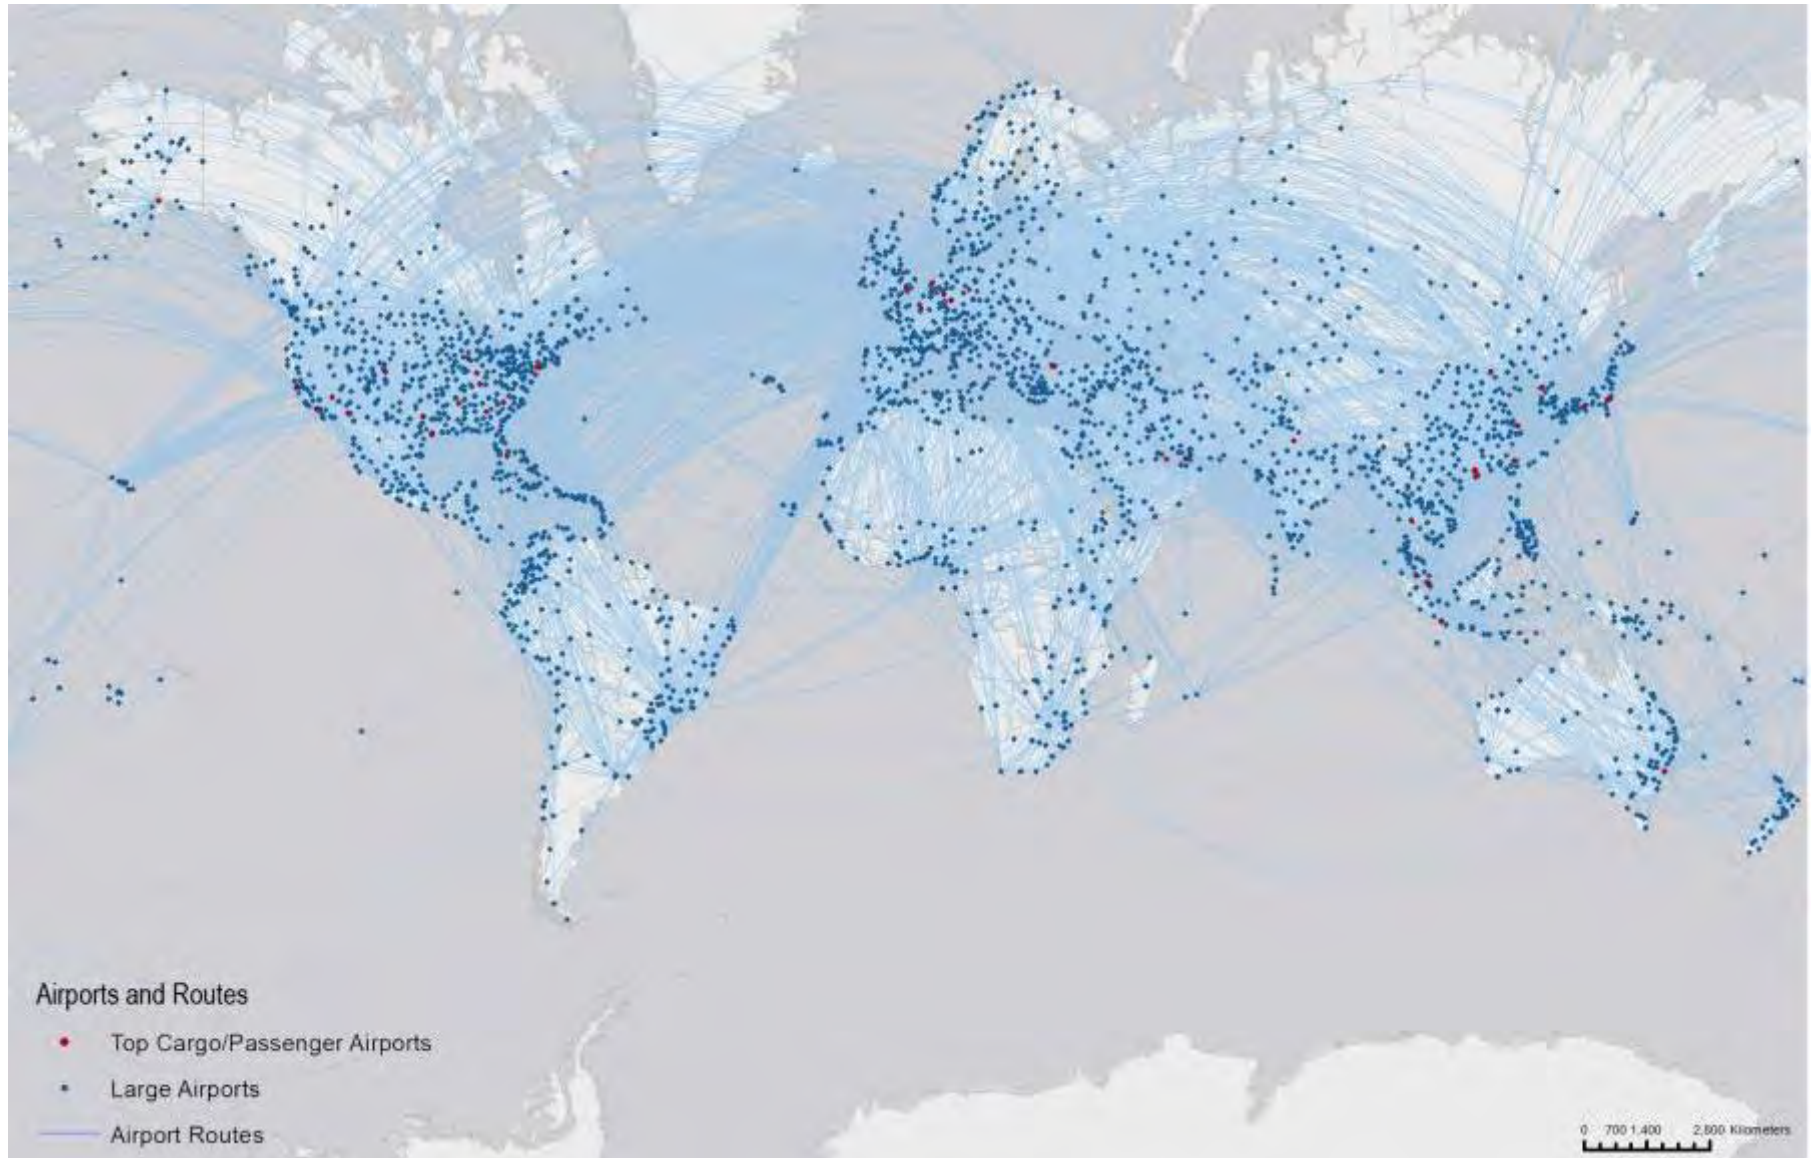 Airports and Routes
Top Cargo/Passenger Airports
Large Airports
Airport Routes
0 700 1,400 2,800 Kilometers